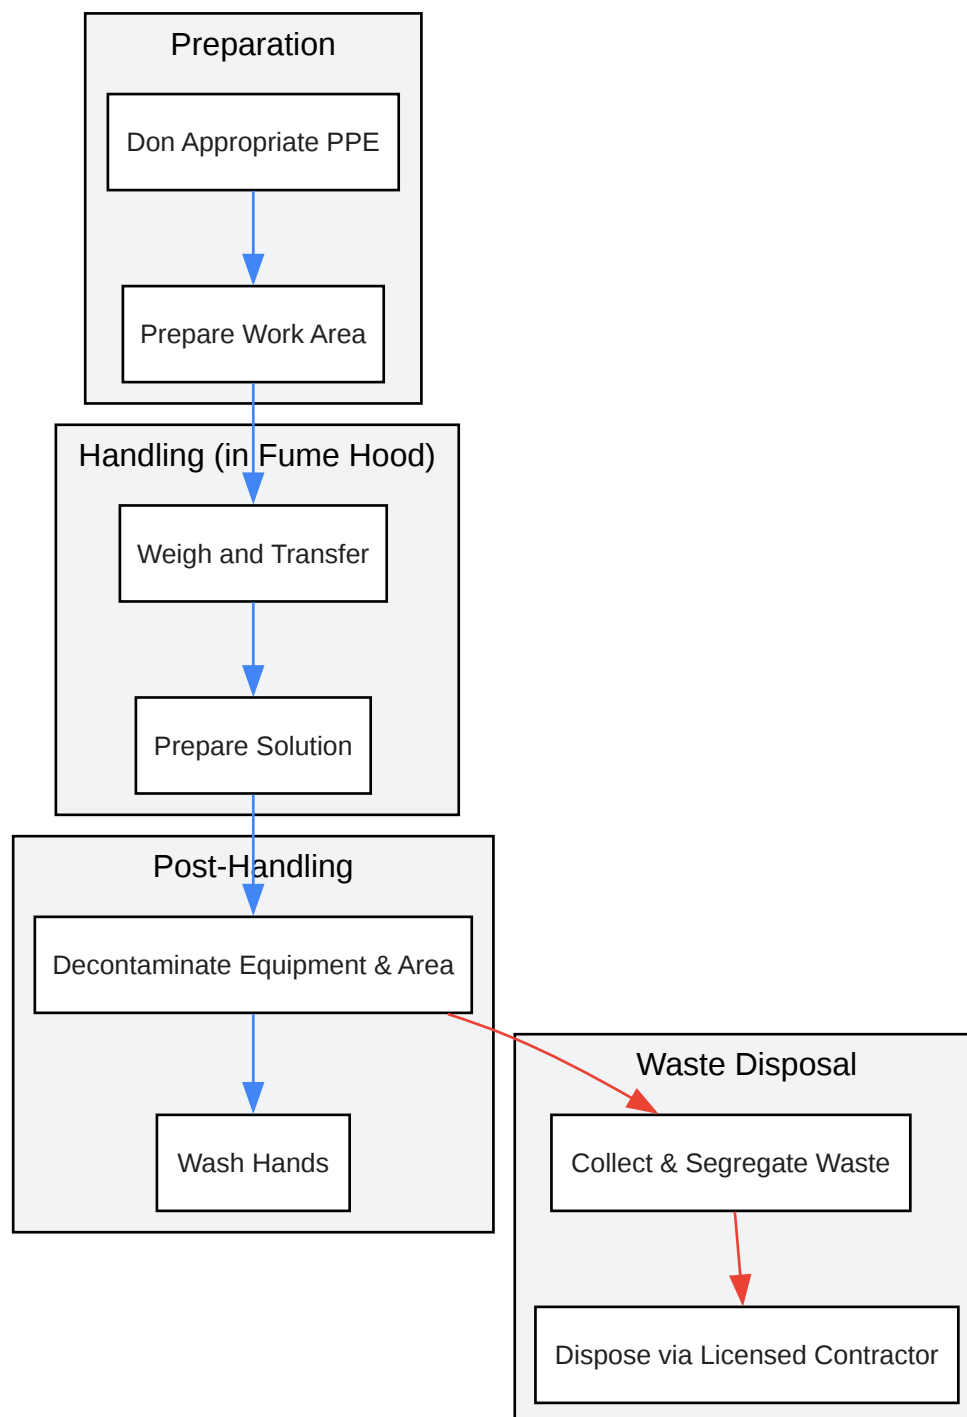 Preparation
Don Appropriate PPE
Prepare Work Area
Handling (in Fume Hood)
Weigh and Transfer
Prepare Solution
Post-Handling
Decontaminate Equipment & Area
Wash Hands
Waste Disposal
Collect & Segregate Waste
Dispose via Licensed Contractor